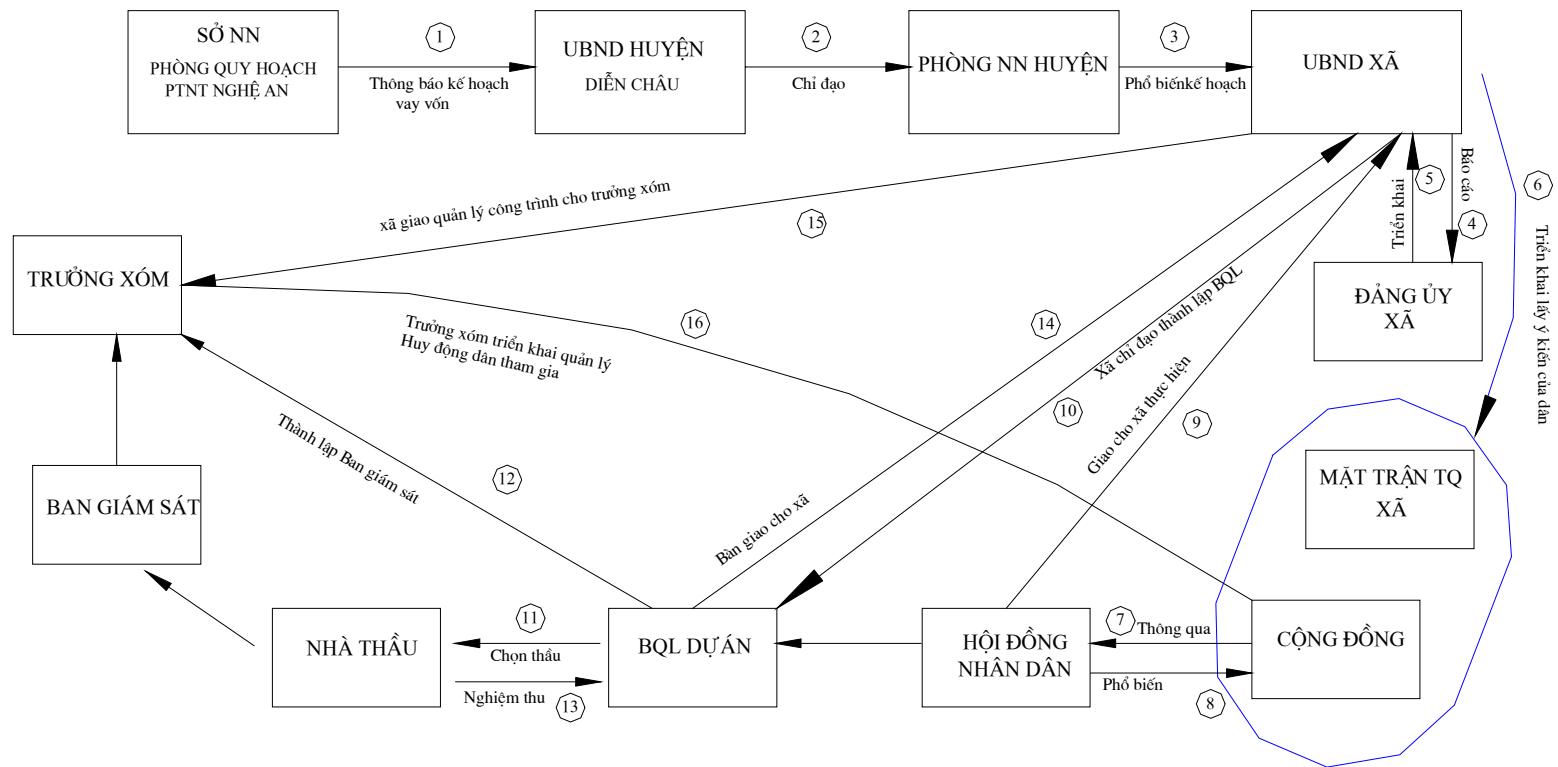 SỞ NN
PHÒNG QUY HOẠCH
PTNT NGHỆ AN
1
Thông báo kế hoạch
vay vốn
UBND HUYỆN
DIỄN CHÂU
2
Chỉ đạo
PHÒNG NN HUYỆN
3
Phổ biếnkế hoạch
UBND XÃ
xã giao quản lý công trình cho trưởng xóm
15
Triển khai
5
Báo cáo
4
6
Triển khai lấy ý kiến của dân
TRƯỞNG XÓM
ĐẢNG ỦY
XÃ
16
Trưởng xóm triển khai quản lý
Huy động dân tham gia
14
Xã chỉ đạo thành lập BQL
10
Giao cho xã thực hiện
9
Thành lập Ban giám sát
12
Bàn giao cho xã
BAN GIÁM SÁT
MẶT TRẬN TQ
XÃ
NHÀ THẦU
11
Chọn thầu
Nghiệm thu
13
BQL DỰ ÁN
HỘI ĐỒNG
NHÂN DÂN
7
Thông qua
Phổ biến
8
CỘNG ĐỒNG